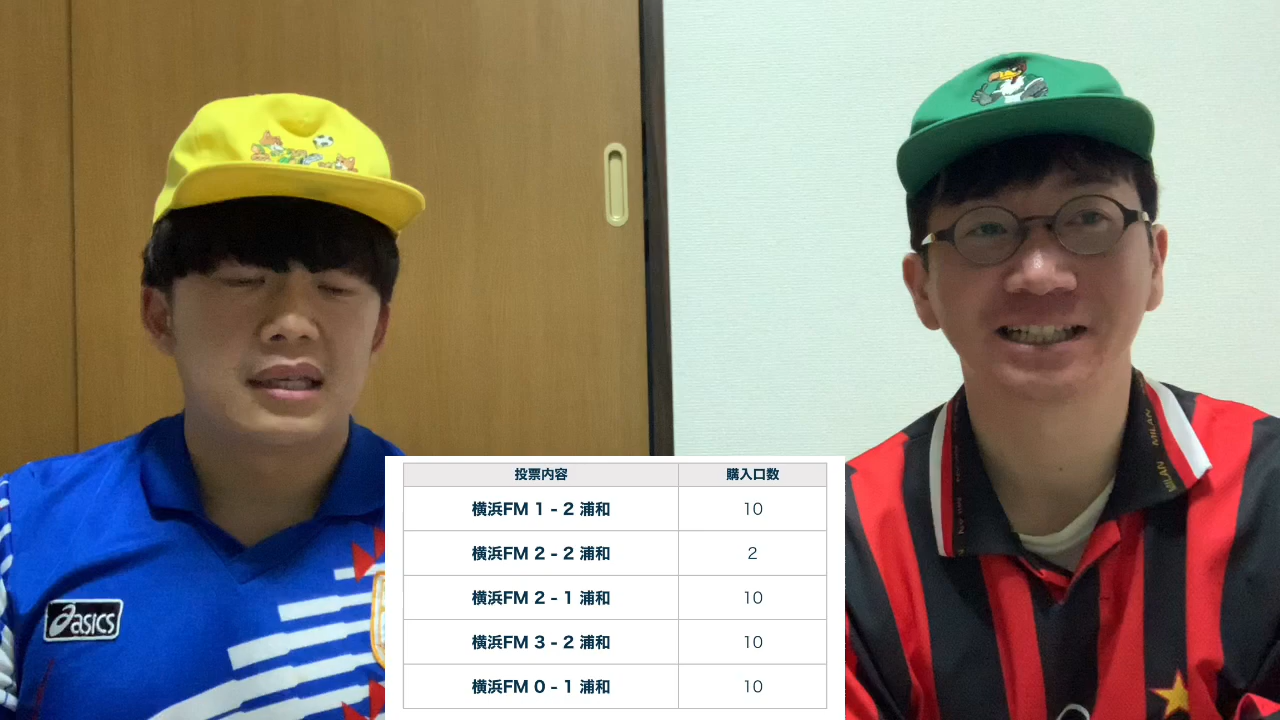 MILAN
MILAN
asics
投票内容 購入口数
横浜FM 1 - 2 浦和 10
横浜FM 2 - 2 浦和 2
横浜FM 2 - 1 浦和 10
横浜FM 3 - 2 浦和 10
横浜FM 0 - 1 浦和 10